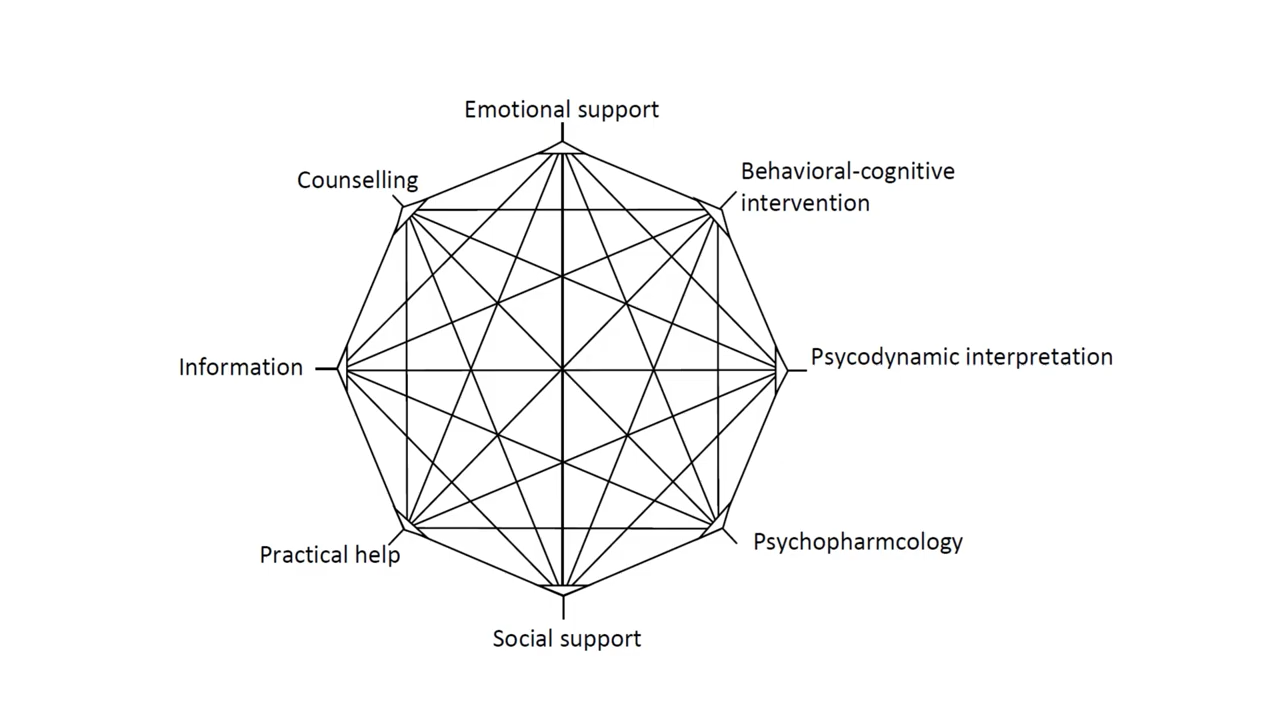 Emotional support
Counselling
Behavioral-cognitive
intervention
Information
Psycodynamic interpretation
Practical help
Psychopharmcology
Social support